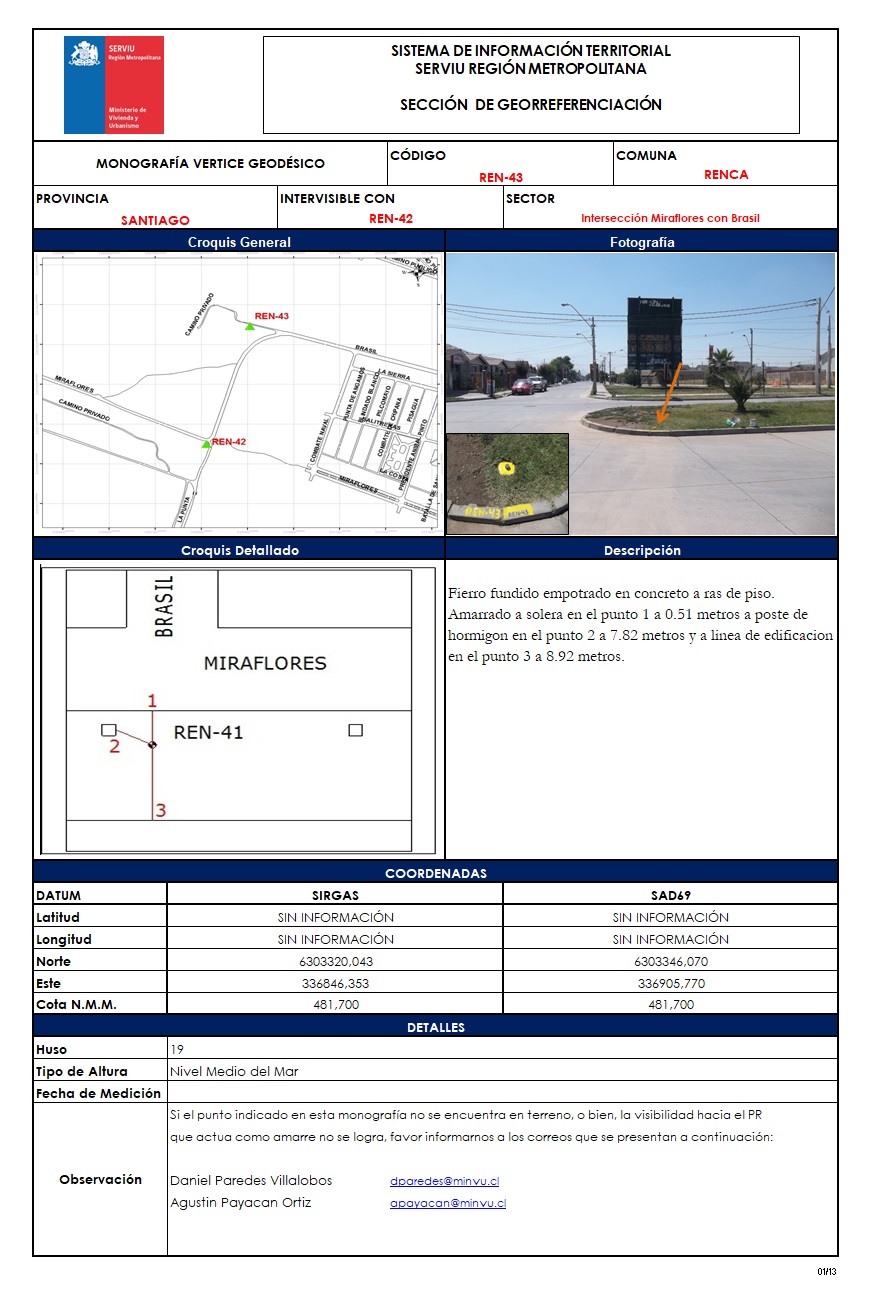 SERVIU
Región Metropolitana
Ministerio de
Vivienda y
Urbanismo
SISTEMA DE INFORMACIÓN TERRITORIAL
SERVIU REGIÓN METROPOLITANA
SECCIÓN DE GEORREFERENCIACIÓN
MONOGRAFÍA VERTICE GEODÉSICO
CÓDIGO
REN-43
COMUNA
RENCA
PROVINCIA
SANTIAGO
INTERVISIBLE CON
REN-42
SECTOR
Intersección Miraflores con Brasil
Croquis General
Fotografía
CAMINO PRIVADO
REN-43
BRASIL
LA SIERRA
MIRAFLORES
CAMINO PRIVADO
REN-42
LA PUNTA
COMBATE NAVAL
PUNTA DE ANGAMOS
PILCOMAYO
CHIPANA
PISAGUA
MIRAFLORES
REN-43
REN-43
Croquis Detallado
Descripción
BRASIL
MIRAFLORES
1
REN-41
2
3
Fierro fundido empotrado en concreto a ras de piso.
Amarrado a solera en el punto 1 a 0.51 metros a poste de
hormigon en el punto 2 a 7.82 metros y a linea de edificacion
en el punto 3 a 8.92 metros.
COORDENADAS
DATUM SIRGAS SAD69
Latitud SIN INFORMACIÓN SIN INFORMACIÓN
Longitud SIN INFORMACIÓN SIN INFORMACIÓN
Norte 6303320,043 6303346,070
Este 336846,353 336905,770
Cota N.M.M. 481,700 481,700
DETALLES
Huso 19
Tipo de Altura Nivel Medio del Mar
Fecha de Medición
Observación
Si el punto indicado en esta monografía no se encuentra en terreno, o bien, la visibilidad hacia el PR
que actua como amarre no se logra, favor informarnos a los correos que se presentan a continuación:
Daniel Paredes Villalobos dparedes@minvu.cl
Agustin Payacan Ortiz apayacan@minvu.cl
01/13